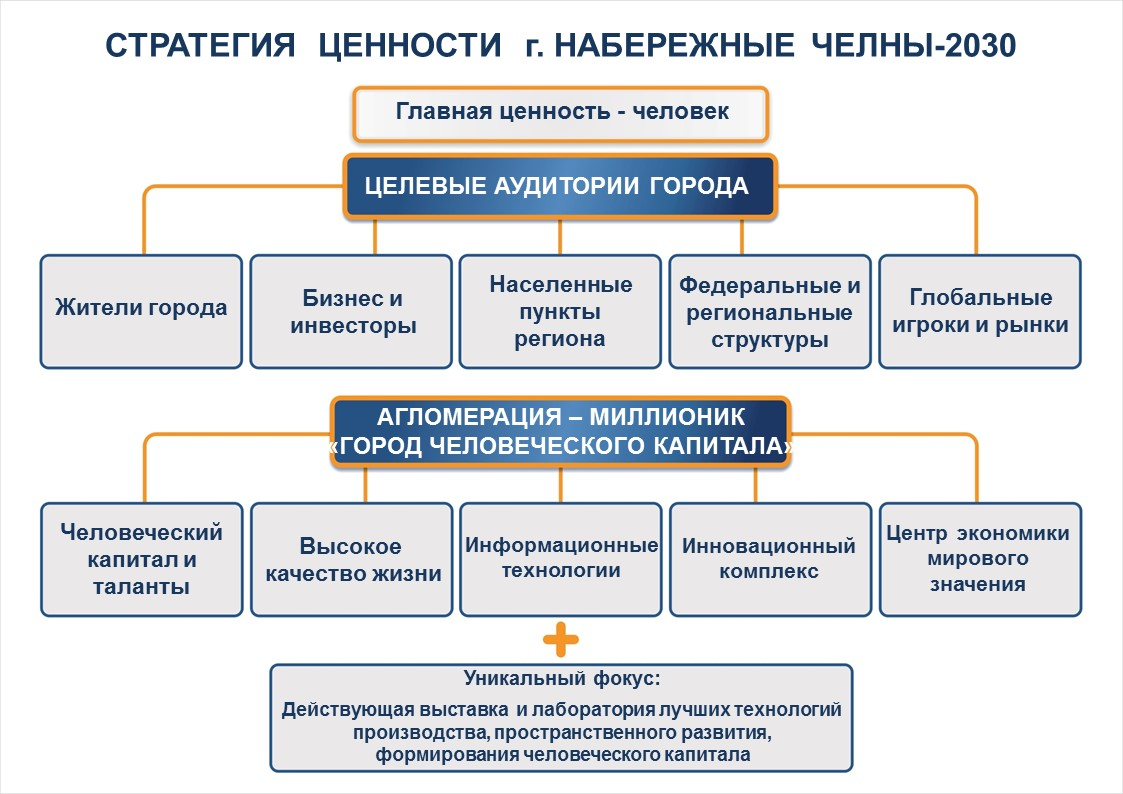 СТРАТЕГИЯ ЦЕННОСТИ г. НАБЕРЕЖНЫЕ ЧЕЛНЫ-2030
Главная ценность - человек
ЦЕЛЕВЫЕ АУДИТОРИИ ГОРОДА
Жители города
Бизнес и
инвесторы
Населенные
пункты
региона
Федеральные и
региональные
структуры
Глобальные
игроки и рынки
АГЛОМЕРАЦИЯ – МИЛЛИОНИК
«ГОРОД ЧЕЛОВЕЧЕСКОГО КАПИТАЛА»
Человеческий
капитал и
таланты
Высокое
качество жизни
Информационные
технологии
Инновационный
комплекс
Центр экономики
мирового
значения
Уникальный фокус:
Действующая выставка и лаборатория лучших технологий
производства, пространственного развития,
формирования человеческого капитала